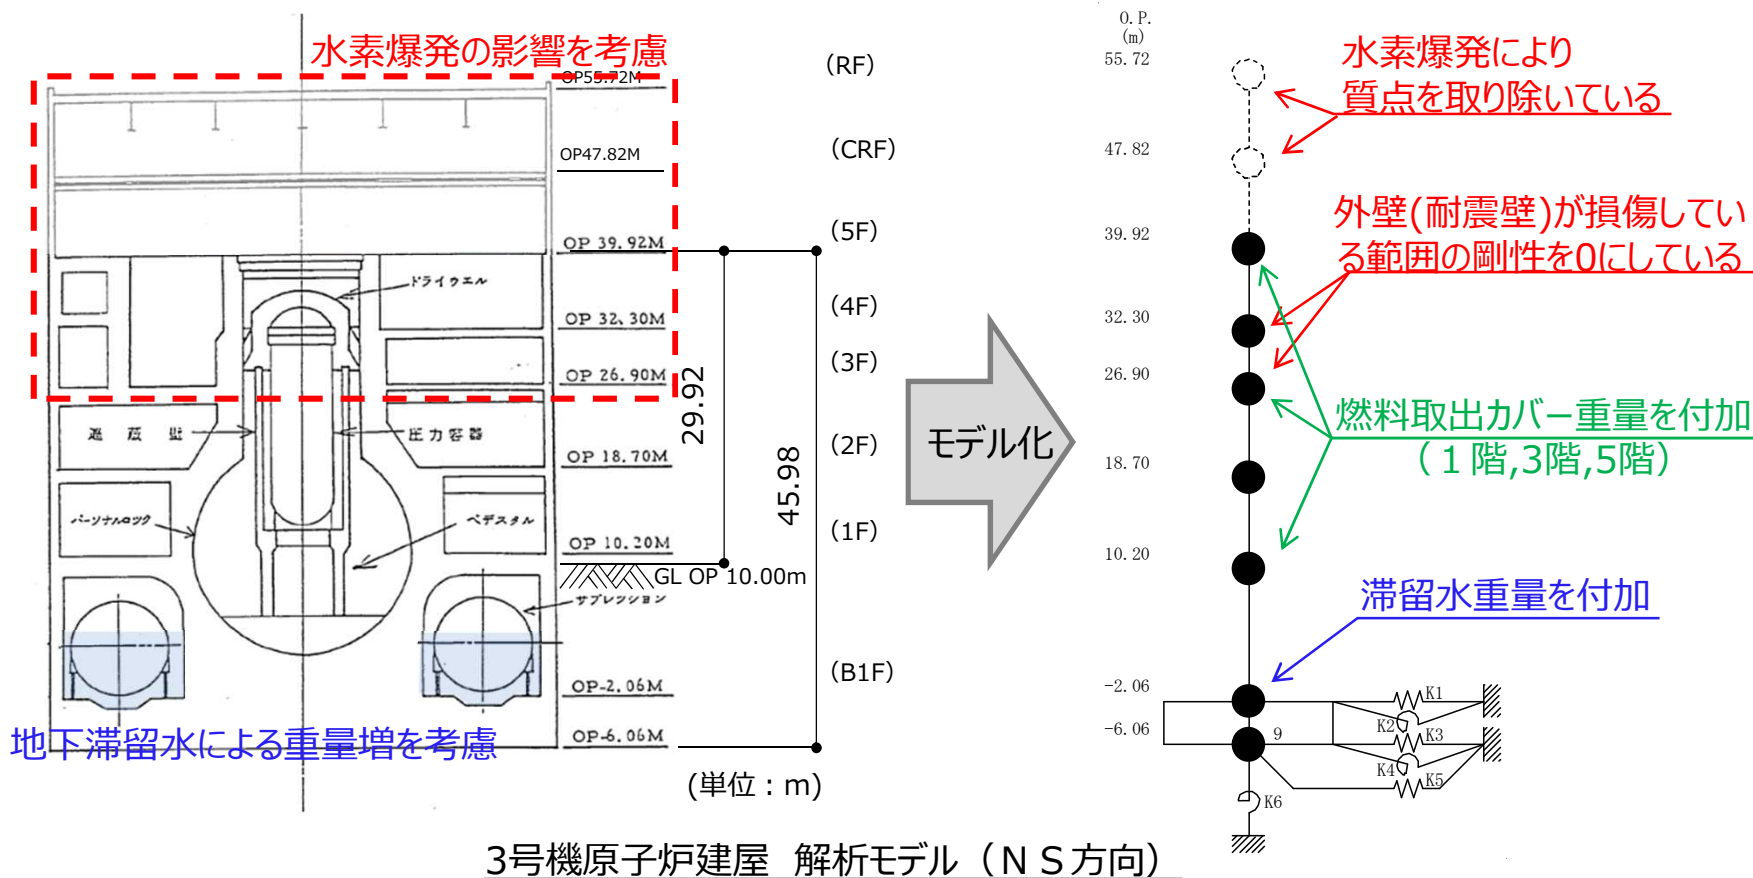 水素爆発の影響を考慮
OP55.72M
OP47.82M
OP 39.92M
ドライウエル
OP 32.30M
OP 26.90M
遮蔽壁
圧力容器
OP 18.70M
パーソナルロック
ペデスタル
OP 10.20M
GL OP 10.00m
サプレッション
OP-2.06M
OP-6.06M
地下滞留水による重量増を考慮
29.92
45.98
(単位：m)
(RF)
(CRF)
(5F)
(4F)
(3F)
(2F)
(1F)
(B1F)
モデル化
O.P.
(m)
55.72
47.82
39.92
32.30
26.90
18.70
10.20
-2.06
-6.06
水素爆発により
質点を取り除いている
外壁(耐震壁)が損傷してい
る範囲の剛性を0にしている
燃料取出カバー重量を付加
（１階,3階,5階）
滞留水重量を付加
K1
K2
9
K3
K4
K5
K6
3号機原子炉建屋 解析モデル（ＮＳ方向）